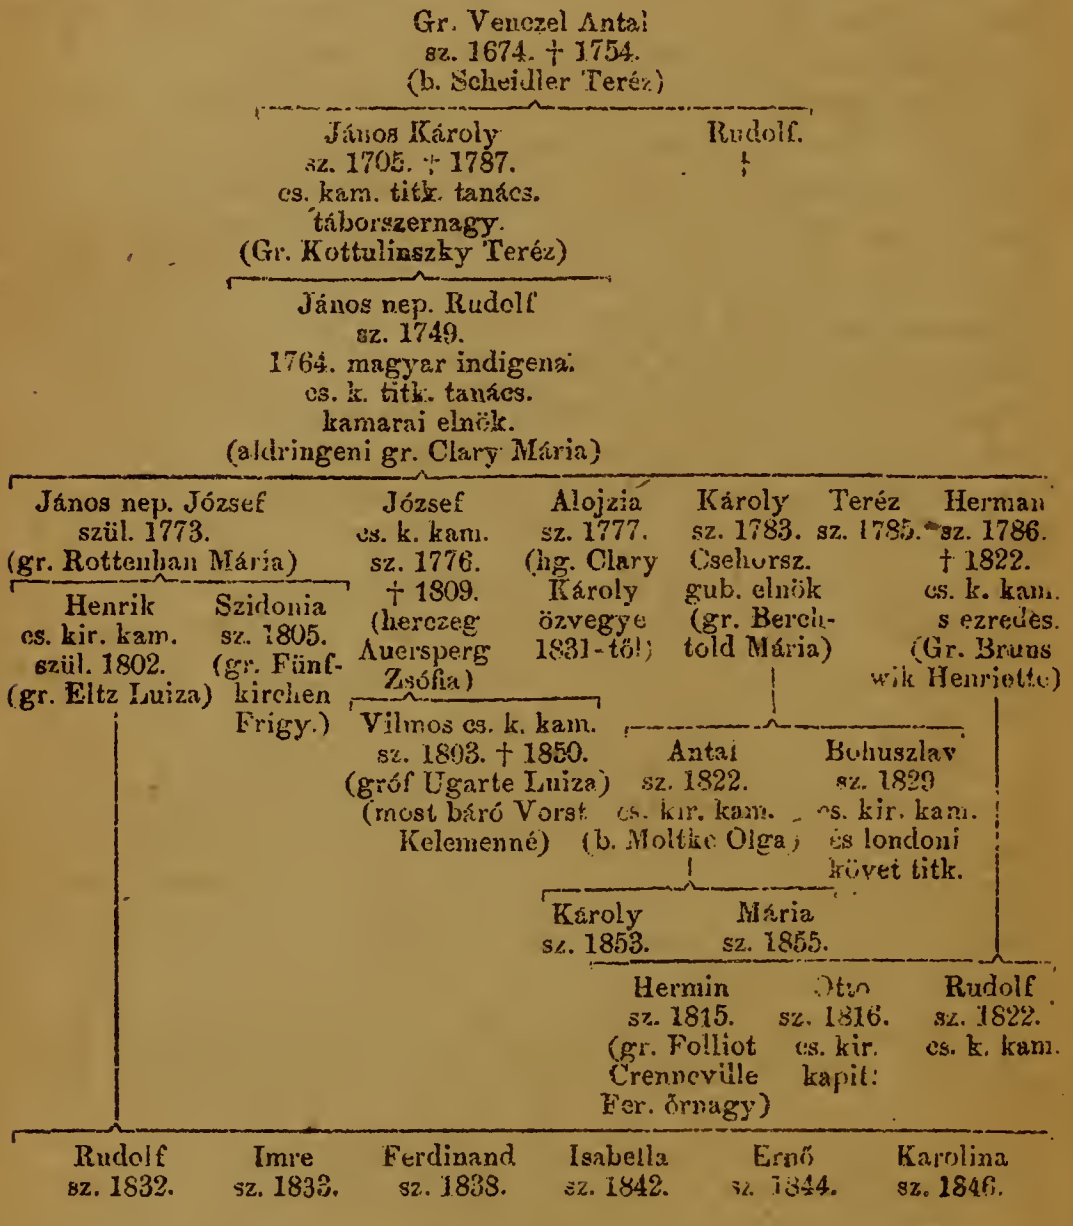 Gr. Venczel Antal
sz. 1674. † 1754.
(b. Scheidler Teréz)
János Károly
sz. 1705. † 1787.
cs. kam. titk. tanács.
táborszernagy.
(Gr. Kottulinszky Teréz)
Rudolf.
†
János nep. Rudolf
sz. 1749.
1764. magyar indigena.
cs. k. titk. tanács.
kamarai elnök.
(aldringeni gr. Clary Mária)
János nep. József
szül. 1773.
(gr. Rottenhan Mária)
József
cs. k. kam.
sz. 1776.
† 1809.
(herczeg
Auersperg
Zsófia)
Alojzia
sz. 1777.
(hg. Clary
Károly
özvegye
1831-től)
Károly
sz. 1783.
Csehorsz.
gub. elnök
(gr. Berch-
told Mária)
Teréz
sz. 1785.
Herman
sz. 1786.
† 1822.
cs. k. kam.
s ezredes.
(Gr. Bruns
wik Henriette)
Henrik
cs. kir. kam.
szül. 1802.
(gr. Eltz Luiza)
Szidonia
sz. 1805.
(gr. Fünf-
kirchen
Frigy.)
Vilmos cs. k. kam.
sz. 1803. † 1850.
(gróf Ugarte Luiza)
(most báró Vorst
Kelemenné)
Antal
sz. 1822.
cs. kir. kam.
(b. Moltke Olga)
Bohuszlav
sz. 1829
cs. kir. kam.
és londoni
követ titk.
Károly
sz. 1853.
Mária
sz. 1855.
Hermin
sz. 1815.
(gr. Folliot
Crenneville
Fer. őrnagy)
Otto
sz. 1816.
cs. kir.
kapit.
Rudolf
sz. 1822.
cs. k. kam.
Rudolf
sz. 1832.
Imre
sz. 1833.
Ferdinand
sz. 1838.
Isabella
sz. 1842.
Ernő
sz. 1844.
Karolina
sz. 1846.